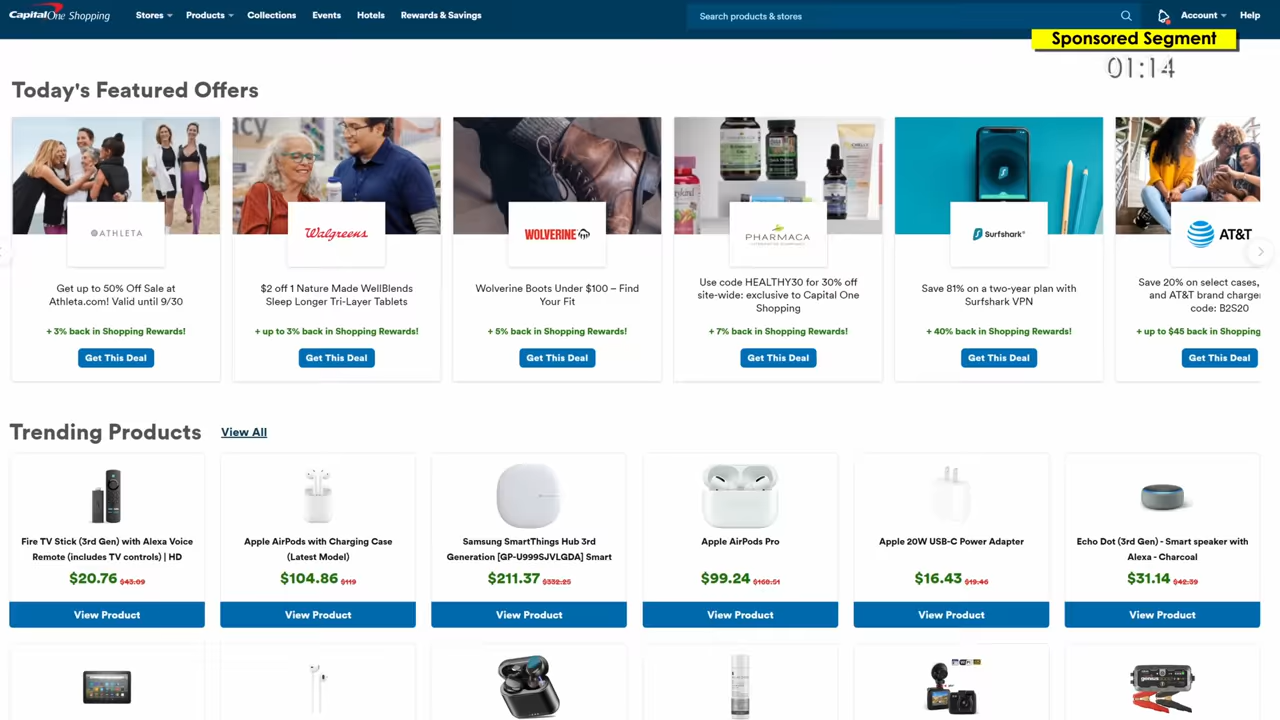 CapitalOne Shopping
Stores
Products
Collections
Events
Hotels
Rewards & Savings
Search products & stores
Account
Help
Sponsored Segment
01:14
Today's Featured Offers
ATHLETA
Get up to 50% Off Sale at
Athleta.com! Valid until 9/30
+ 3% back in Shopping Rewards!
Get This Deal
Walgreens
$2 off 1 Nature Made WellBlends
Sleep Longer Tri-Layer Tablets
+ up to 3% back in Shopping Rewards!
Get This Deal
WOLVERINE
Wolverine Boots Under $100 – Find
Your Fit
+ 5% back in Shopping Rewards!
Get This Deal
PHARMACA
Use code HEALTHY30 for 30% off
site-wide: exclusive to Capital One
Shopping
+ 7% back in Shopping Rewards!
Get This Deal
Surfshark®
Save 81% on a two-year plan with
Surfshark VPN
+ 40% back in Shopping Rewards!
Get This Deal
AT&T
Save 20% on select cases,
and AT&T brand charge
code: B2S20
+ up to $45 back in Shopping
Get This Deal
Trending Products
View All
Fire TV Stick (3rd Gen) with Alexa Voice
Remote (includes TV controls) | HD
$20.76 $43.09
View Product
Apple AirPods with Charging Case
(Latest Model)
$104.86 $119
View Product
Samsung SmartThings Hub 3rd
Generation [GP-U999SJVLGDA] Smart
$211.37 $332.25
View Product
Apple AirPods Pro
$99.24 $160.51
View Product
Apple 20W USB-C Power Adapter
$16.43 $19.46
View Product
Echo Dot (3rd Gen) - Smart speaker with
Alexa - Charcoal
$31.14 $42.39
View Product